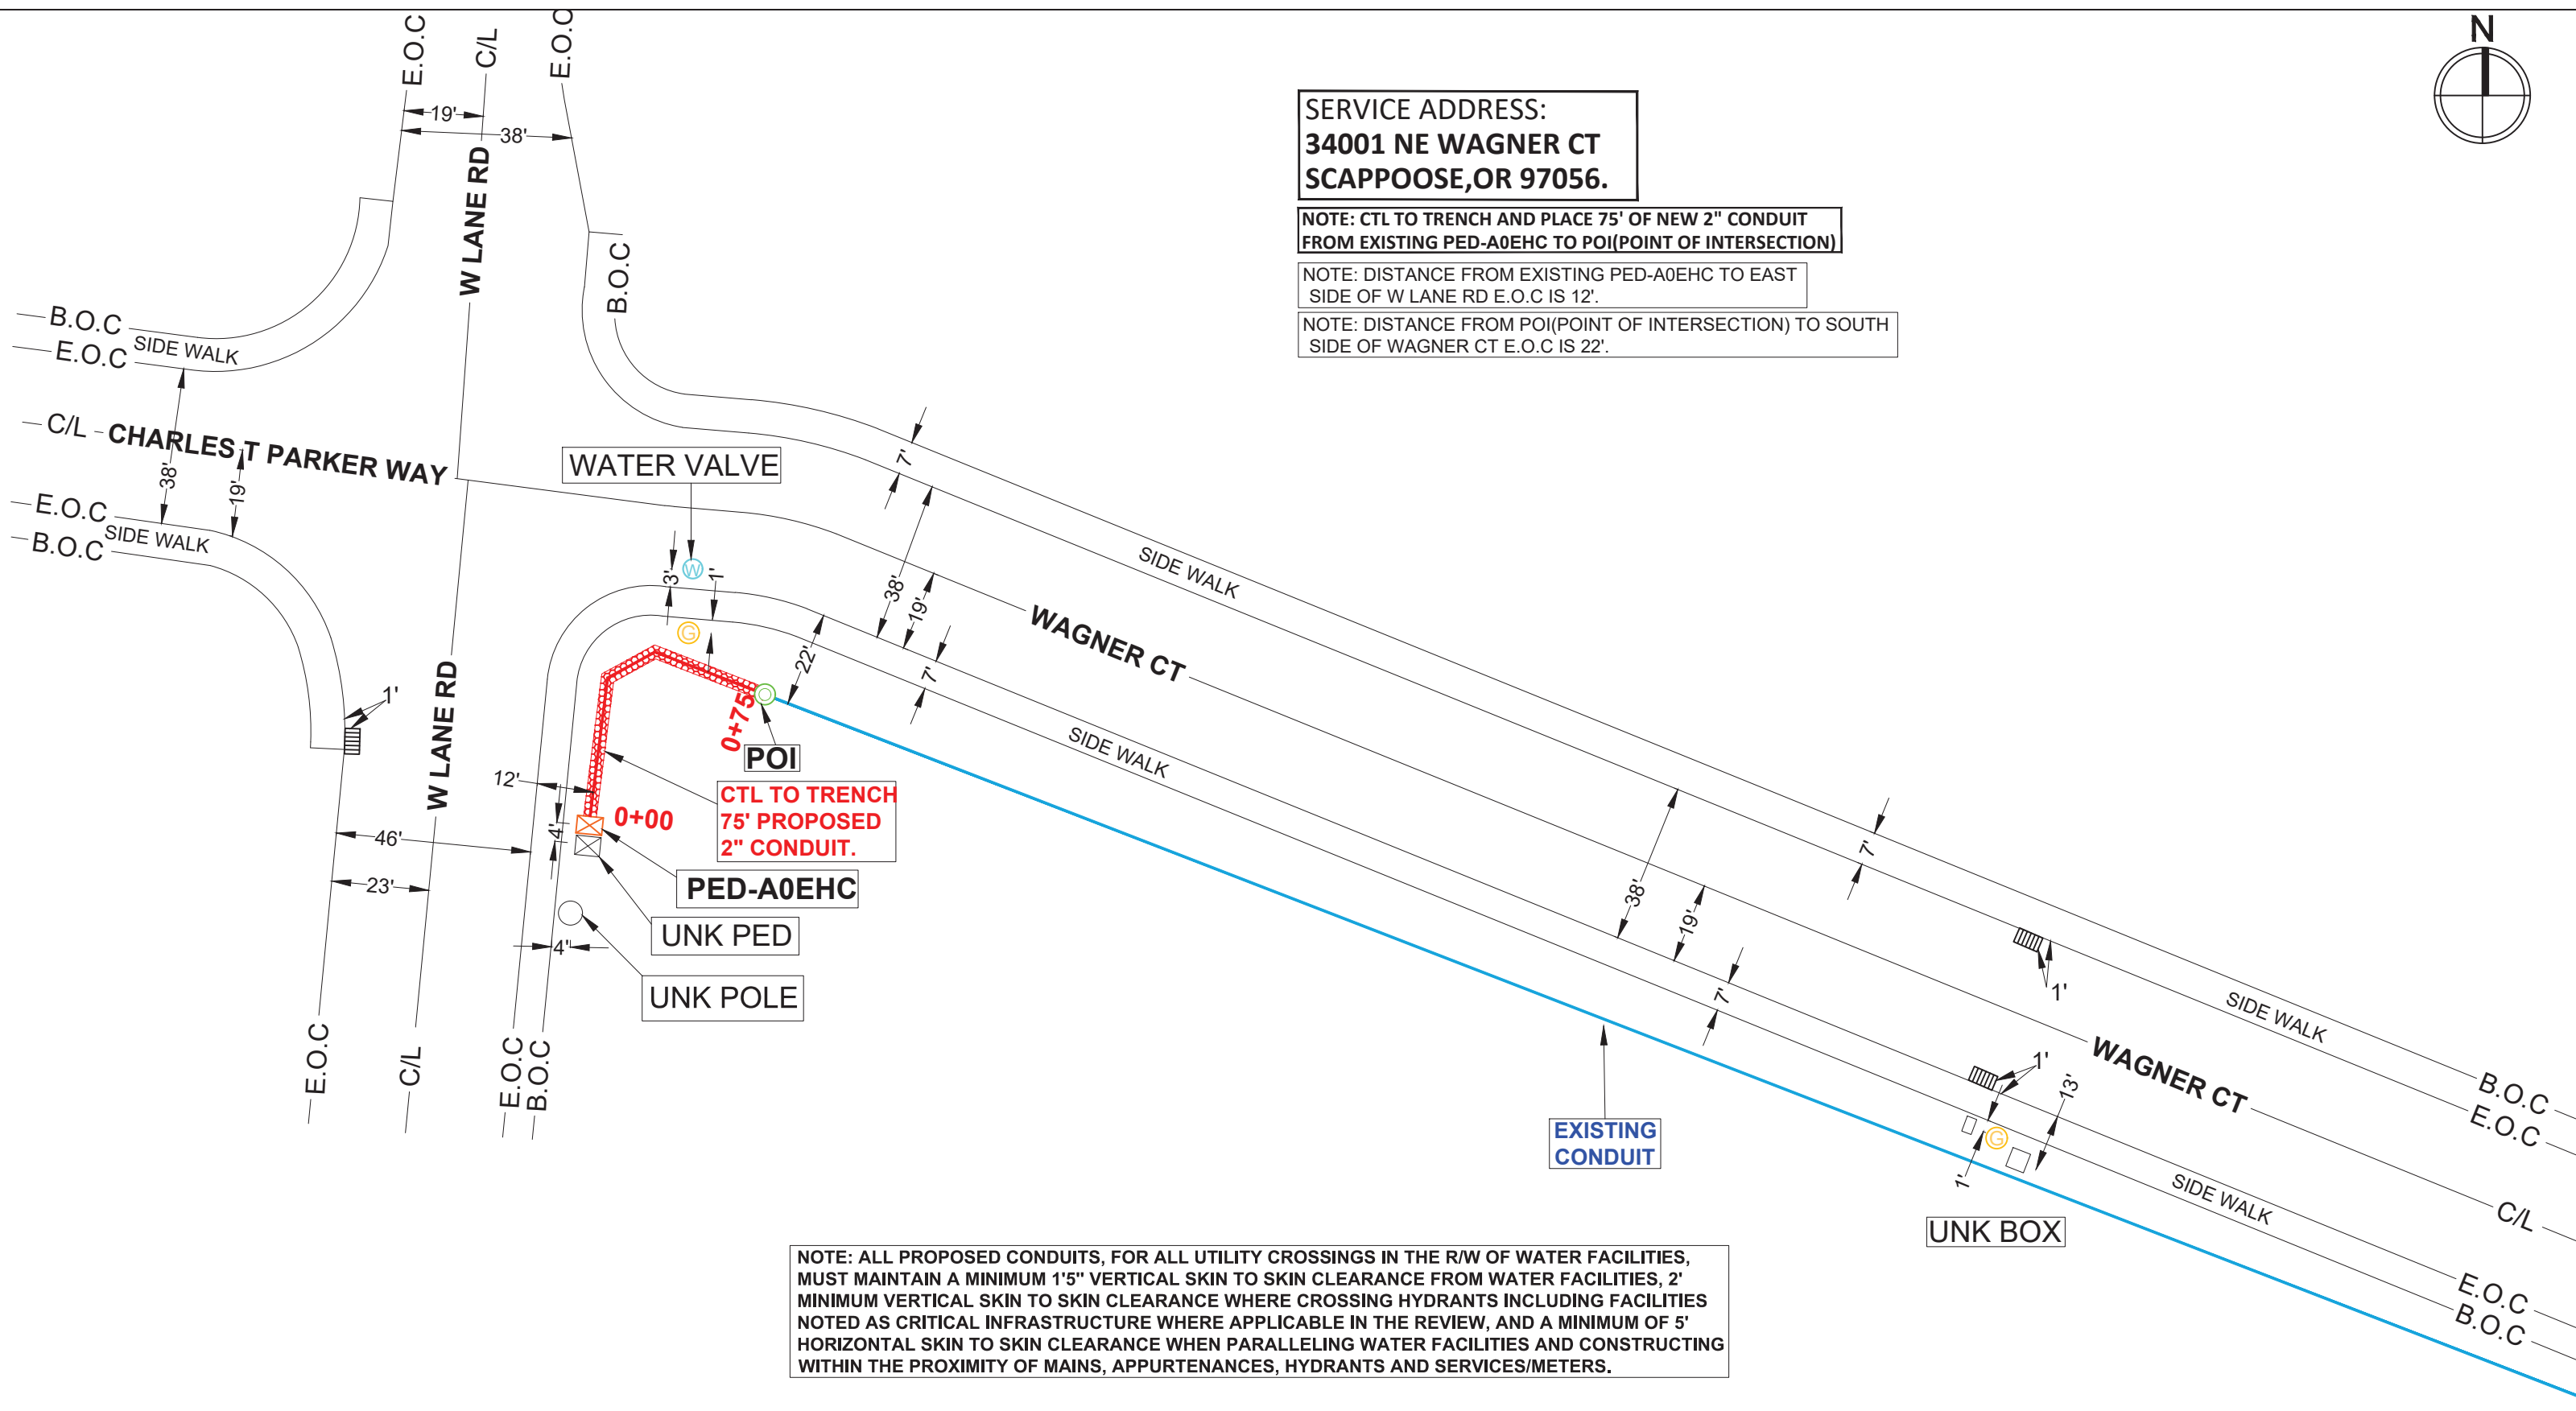 E.O.C
C/L
E.O.C
N
19'
38'
W LANE RD
B.O.C
SERVICE ADDRESS:
34001 NE WAGNER CT
SCAPPOOSE,OR 97056.
NOTE: CTL TO TRENCH AND PLACE 75' OF NEW 2" CONDUIT
FROM EXISTING PED-A0EHC TO POI(POINT OF INTERSECTION)
NOTE: DISTANCE FROM EXISTING PED-A0EHC TO EAST
SIDE OF W LANE RD E.O.C IS 12'.
NOTE: DISTANCE FROM POI(POINT OF INTERSECTION) TO SOUTH
SIDE OF WAGNER CT E.O.C IS 22'.
B.O.C
SIDE WALK
E.O.C
C/L
CHARLES T PARKER WAY
38'
19'
E.O.C
SIDE WALK
B.O.C
WATER VALVE
W
3'
1'
G
7'
38'
19'
SIDE WALK
WAGNER CT
22'
7'
SIDE WALK
1'
W LANE RD
0+75
POI
12'
CTL TO TRENCH
75' PROPOSED
2" CONDUIT.
0+00
4'
46'
23'
PED-A0EHC
UNK PED
4'
UNK POLE
E.O.C
C/L
E.O.C
B.O.C
7'
38'
19'
7'
1'
SIDE WALK
WAGNER CT
1'
13'
G
1'
EXISTING
CONDUIT
UNK BOX
SIDE WALK
B.O.C
E.O.C
C/L
E.O.C
B.O.C
NOTE: ALL PROPOSED CONDUITS, FOR ALL UTILITY CROSSINGS IN THE R/W OF WATER FACILITIES,
MUST MAINTAIN A MINIMUM 1'5" VERTICAL SKIN TO SKIN CLEARANCE FROM WATER FACILITIES, 2'
MINIMUM VERTICAL SKIN TO SKIN CLEARANCE WHERE CROSSING HYDRANTS INCLUDING FACILITIES
NOTED AS CRITICAL INFRASTRUCTURE WHERE APPLICABLE IN THE REVIEW, AND A MINIMUM OF 5'
HORIZONTAL SKIN TO SKIN CLEARANCE WHEN PARALLELING WATER FACILITIES AND CONSTRUCTING
WITHIN THE PROXIMITY OF MAINS, APPURTENANCES, HYDRANTS AND SERVICES/METERS.